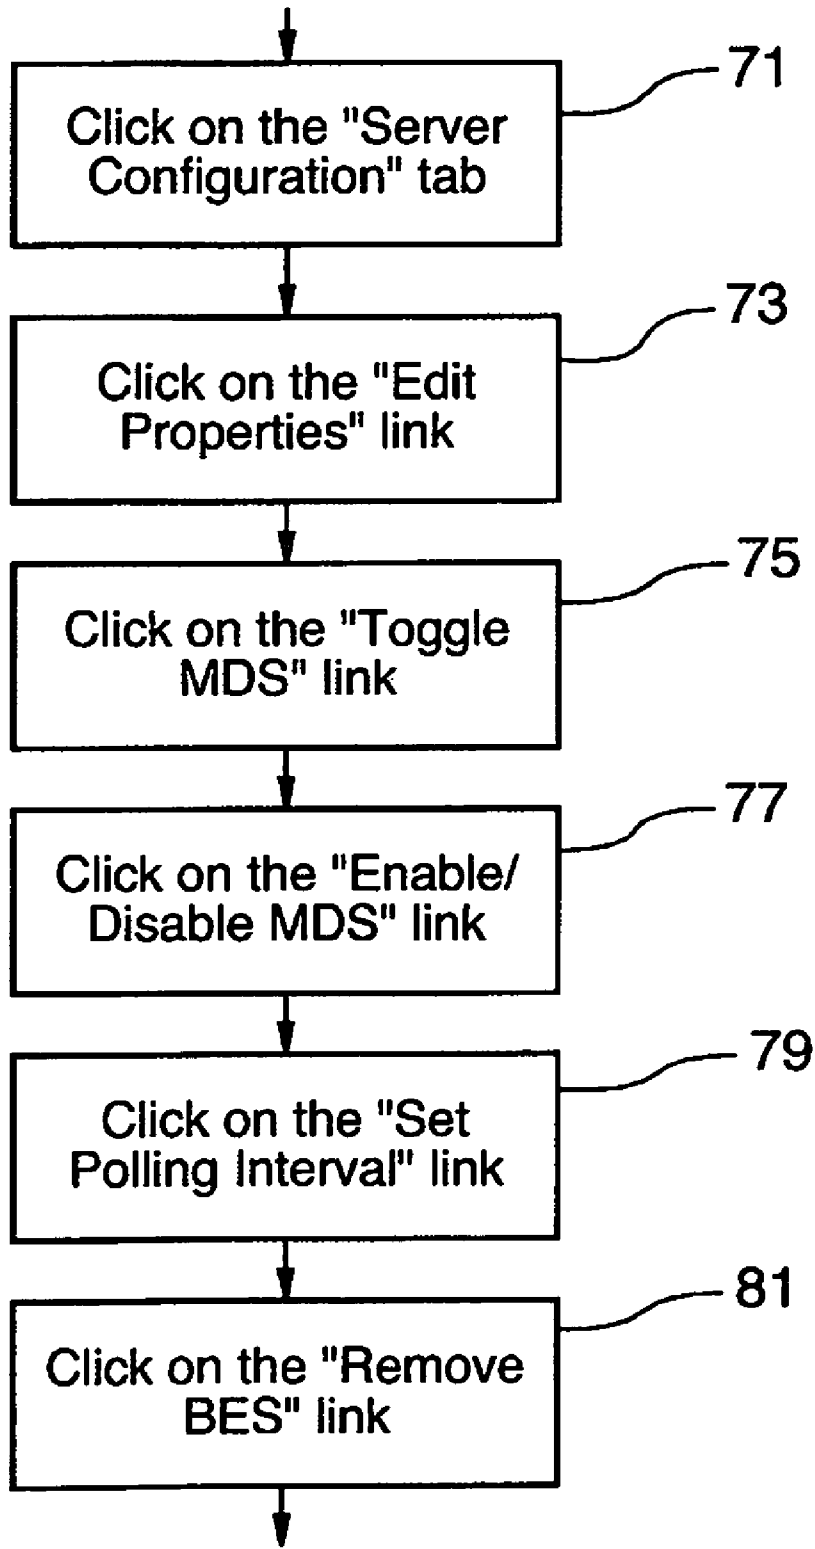 71
Click on the "Server
Configuration" tab
73
Click on the "Edit
Properties" link
75
Click on the "Toggle
MDS" link
77
Click on the "Enable/
Disable MDS" link
79
Click on the "Set
Polling Interval" link
81
Click on the "Remove
BES" link